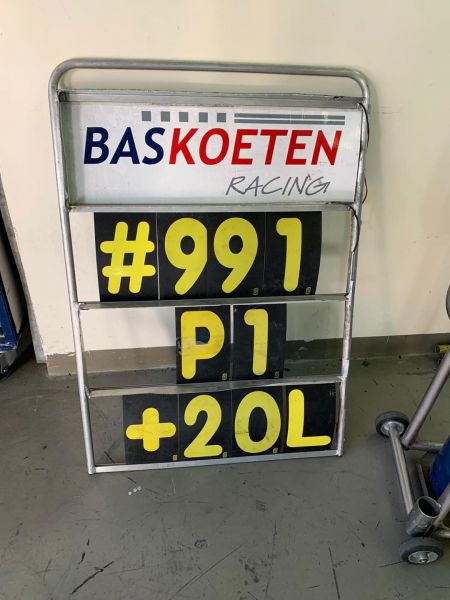 BASKOETEN
RACING
#991
P1
+20L